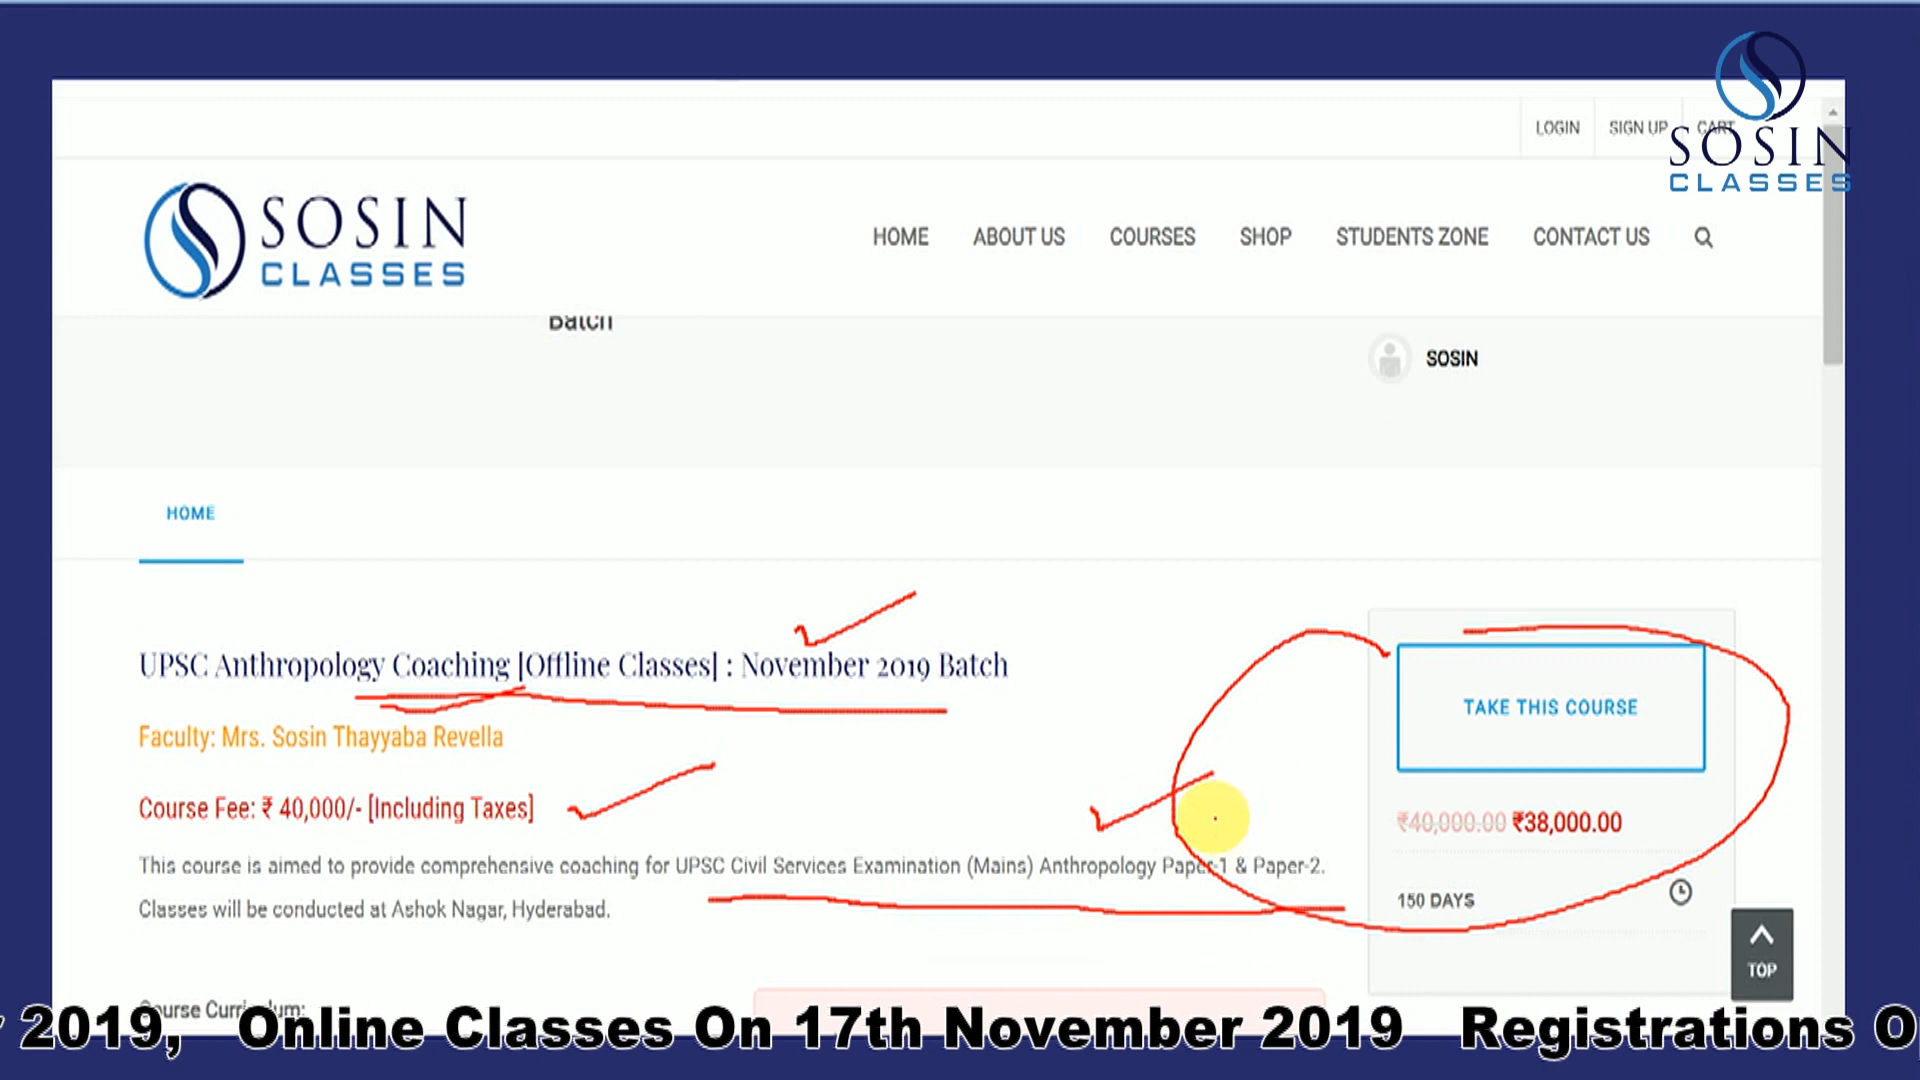 LOGIN SIGN UP CART
SOSIN
CLASSES
SOSIN
CLASSES
HOME ABOUT US COURSES SHOP STUDENTS ZONE CONTACT US
Batch
SOSIN
HOME
UPSC Anthropology Coaching [Offline Classes] : November 2019 Batch
Faculty: Mrs. Sosin Thayyaba Revella
Course Fee: ₹ 40,000/- [Including Taxes]
This course is aimed to provide comprehensive coaching for UPSC Civil Services Examination (Mains) Anthropology Paper-1 & Paper-2.
Classes will be conducted at Ashok Nagar, Hyderabad.
TAKE THIS COURSE
₹40,000.00 ₹38,000.00
150 DAYS
TOP
Course Curriculum:
2019, Online Classes On 17th November 2019 Registrations